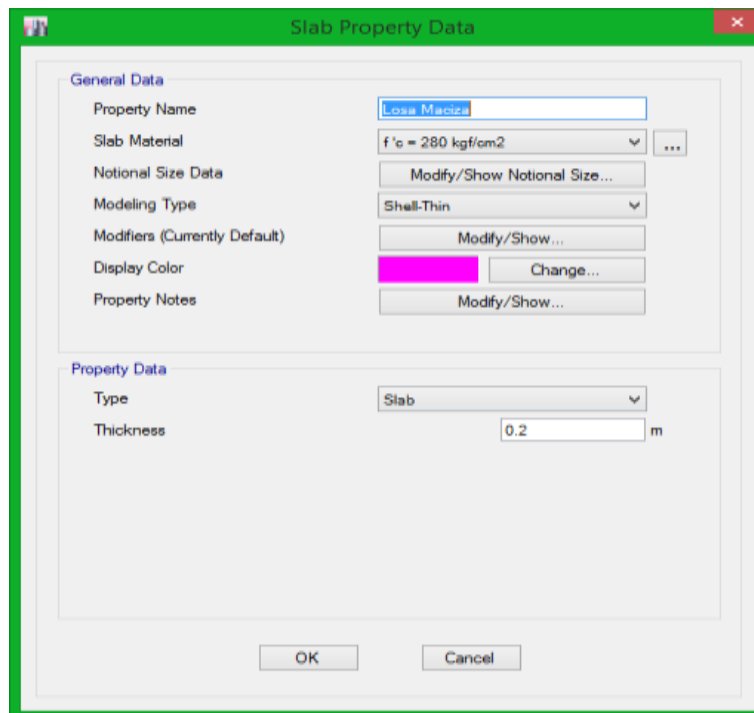 Slab Property Data
General Data
Property Name Losa Maciza
Slab Material f'c = 280 kgf/cm2 ...
Notional Size Data Modify/Show Notional Size...
Modeling Type Shell-Thin
Modifiers (Currently Default) Modify/Show...
Display Color Change...
Property Notes Modify/Show...
Property Data
Type Slab
Thickness 0.2 m
OK Cancel